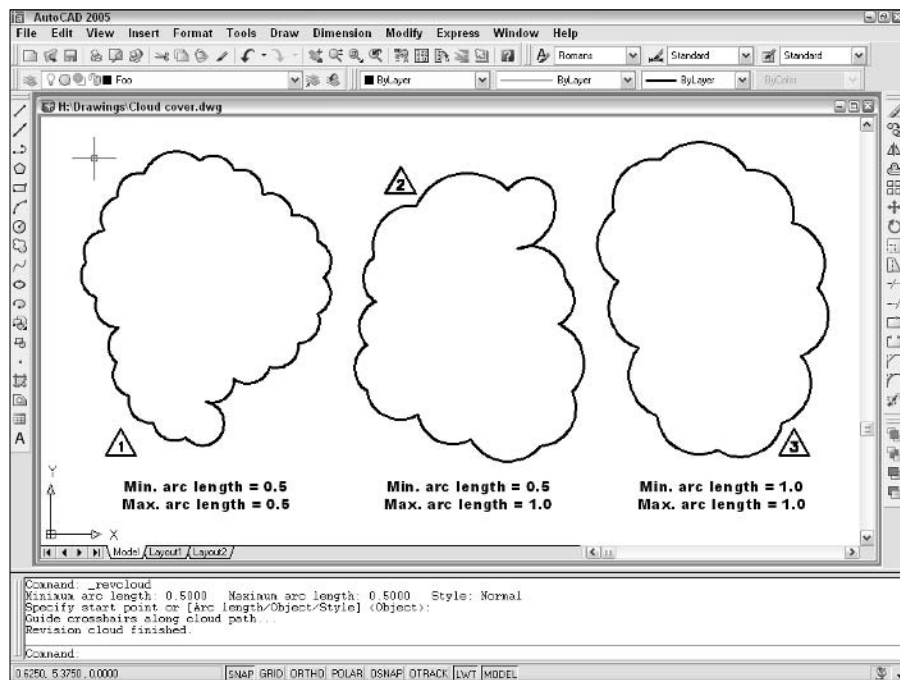 AutoCAD 2005
File Edit View Insert Format Tools Draw Dimension Modify Express Window Help
Romans Standard Standard
Foo ByLayer ByLayer ByLayer ByColor
H:\Drawings\Cloud cover.dwg
2
1
3
Min. arc length = 0.5 Min. arc length = 0.5 Min. arc length = 1.0
Max. arc length = 0.5 Max. arc length = 1.0 Max. arc length = 1.0
Y
X
Model Layout1 Layout2
Command: _revcloud
Minimum arc length: 0.5000 Maximum arc length: 0.5000 Style: Normal
Specify start point or [Arc length/Object/Style] <Object>:
Guide crosshairs along cloud path...
Revision cloud finished.
Command:
0.6250, 5.3750, 0.0000 SNAP GRID ORTHO POLAR OSNAP OTRACK LWT MODEL